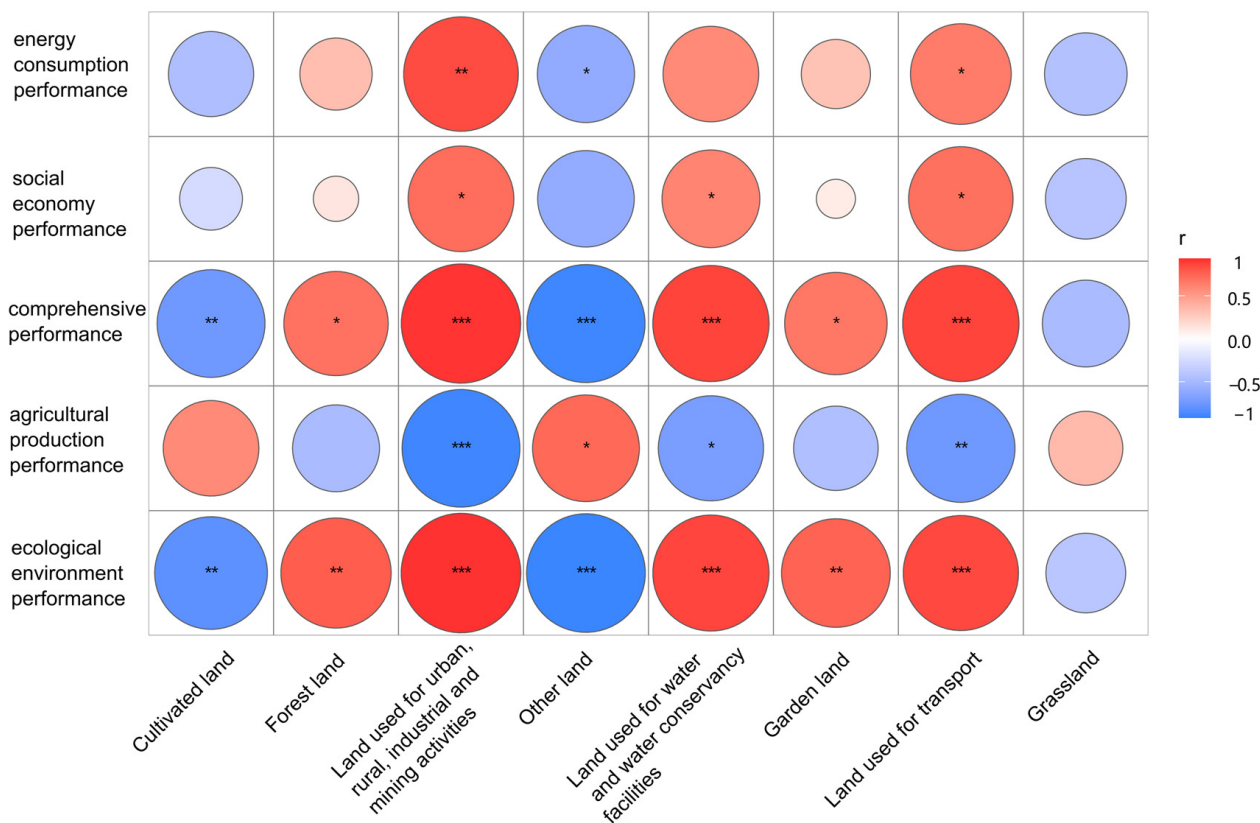 energy
consumption
performance
** * *
social
economy
performance
* * *
comprehensive
performance
** * *** *** *** * ***
agricultural
production
performance
*** * * **
ecological
environment
performance
** ** *** *** *** ** ***
r
1
0.5
0.0
−0.5
−1
Cultivated land
Forest land
Land used for urban,
rural, industrial and
mining activities
Other land
Land used for water
and water conservancy
facilities
Garden land
Land used for transport
Grassland